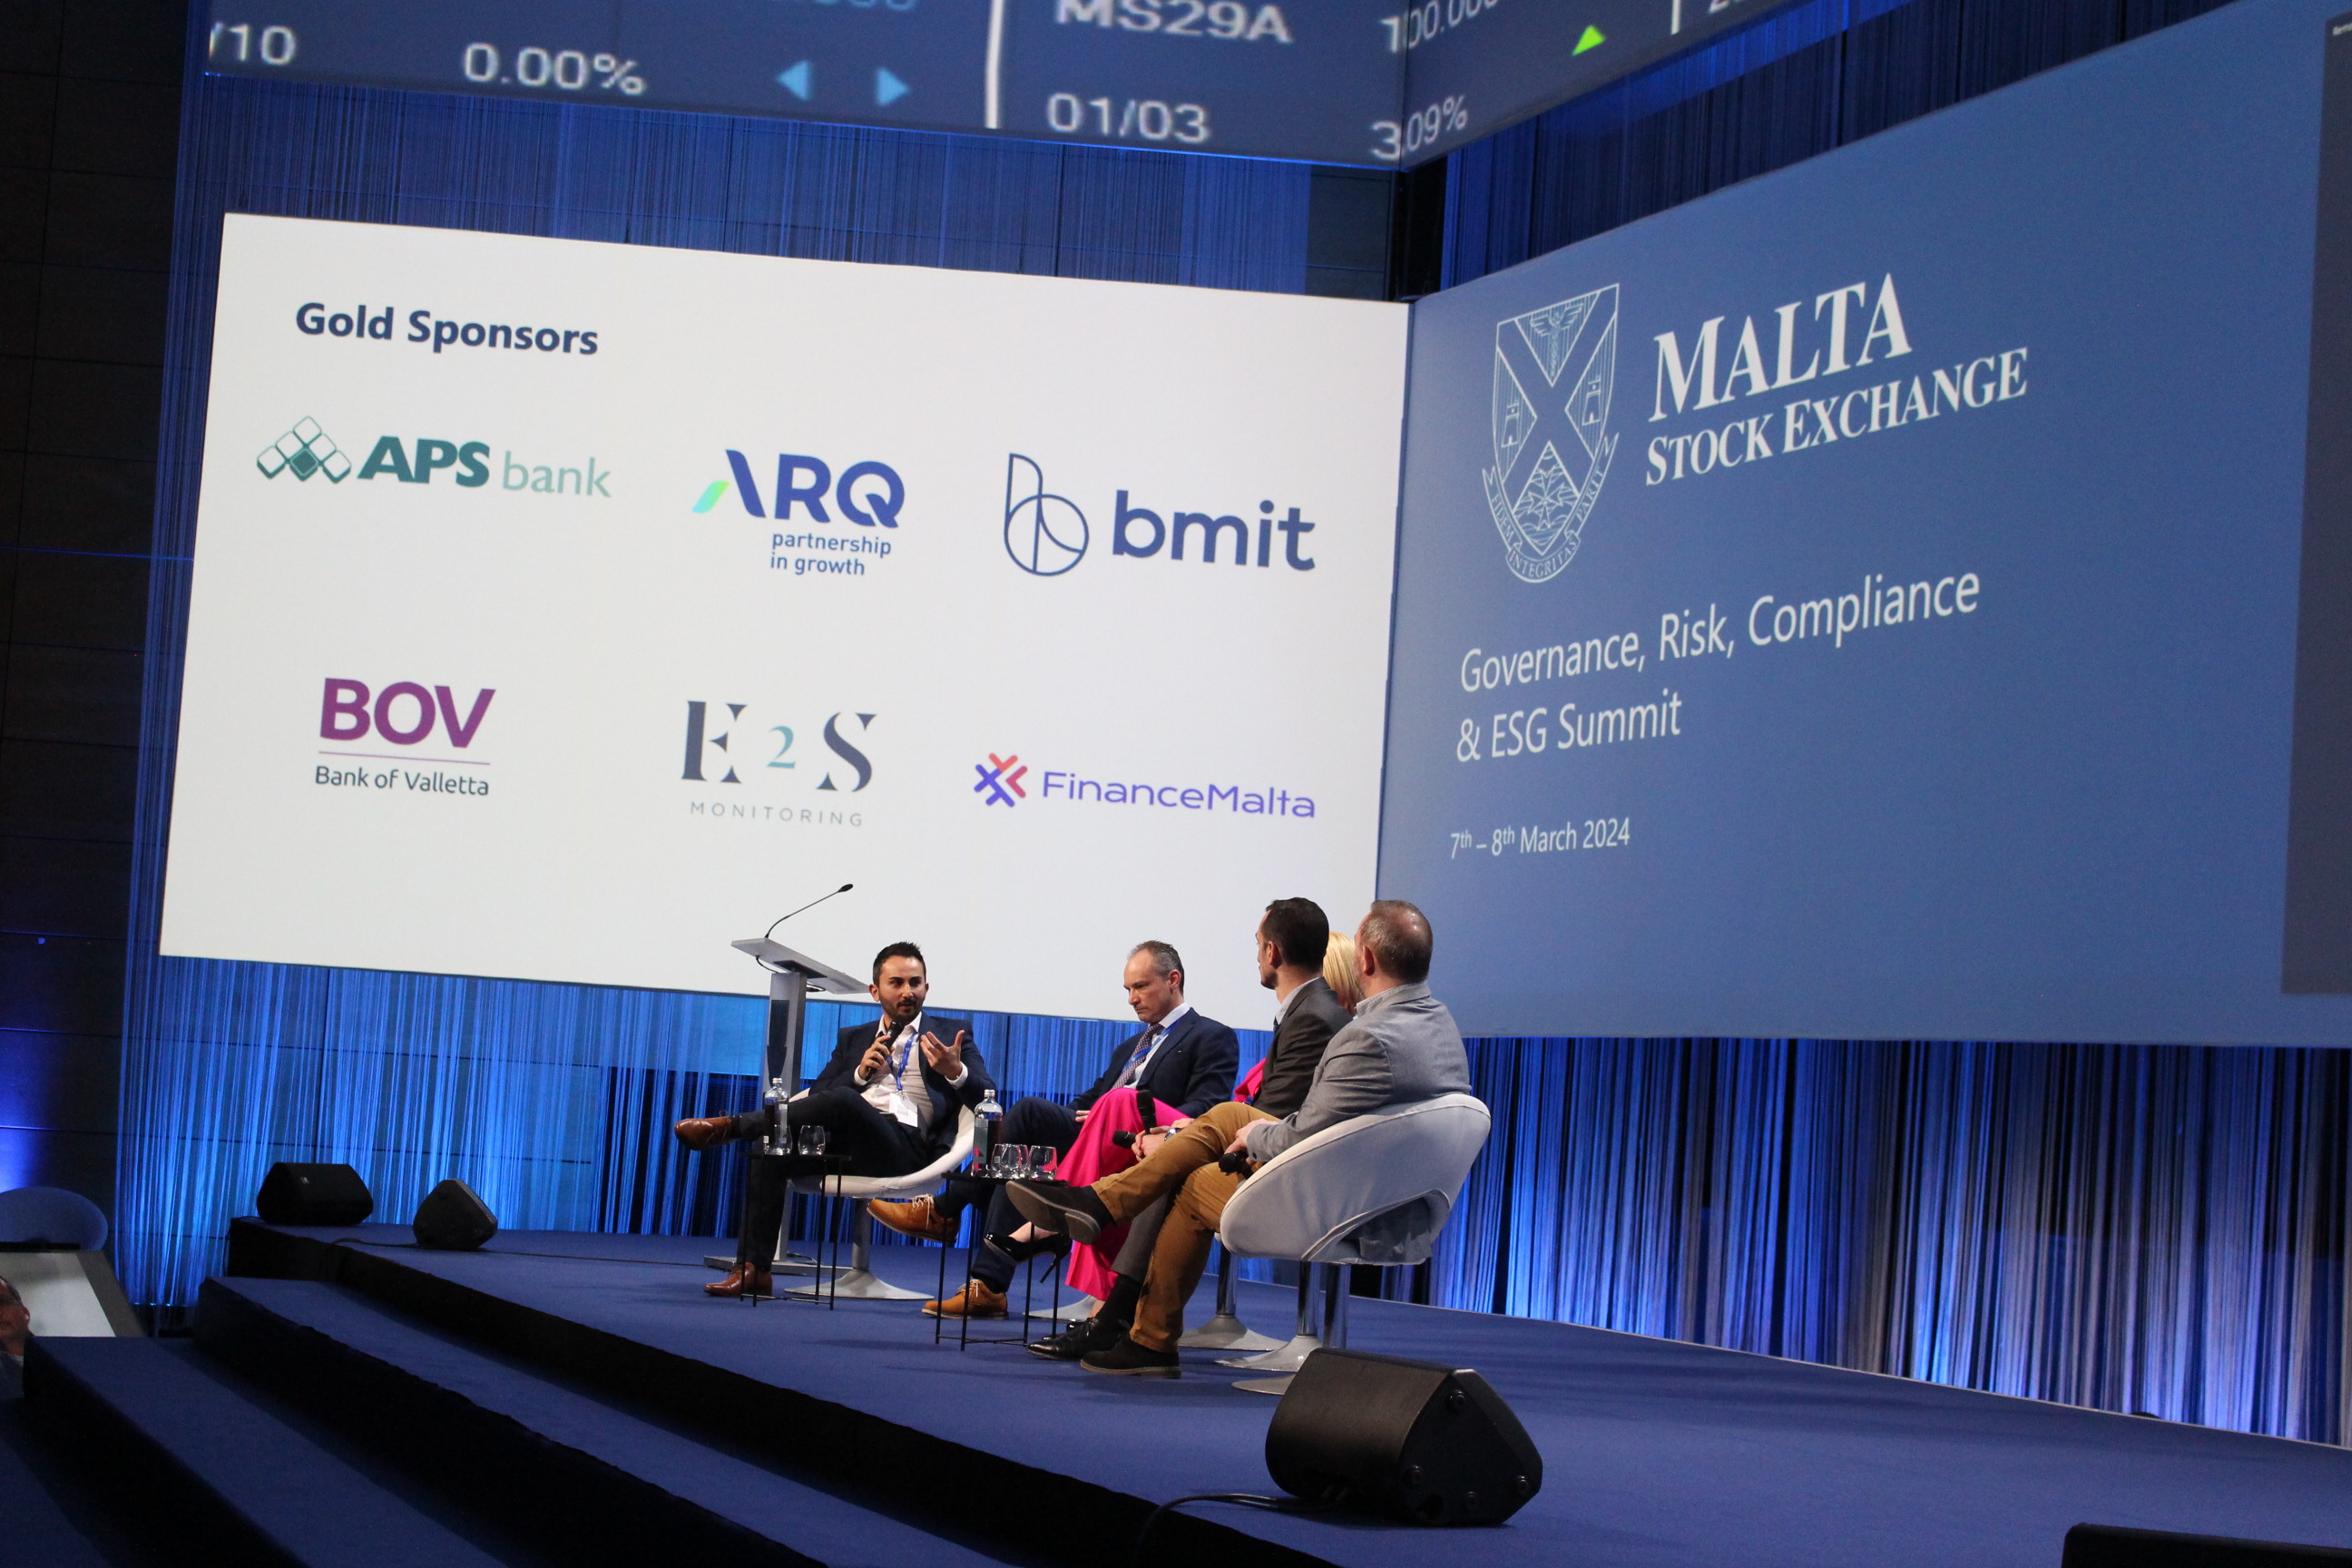 /10
0.00%
MS29A
01/03
3.09%
Gold Sponsors
APS bank
ARQ
partnership
in growth
bmit
BOV
Bank of Valletta
E2S
MONITORING
FinanceMalta
MALTA
STOCK EXCHANGE
INTEGRITAS
Governance, Risk, Compliance
& ESG Summit
7th – 8th March 2024